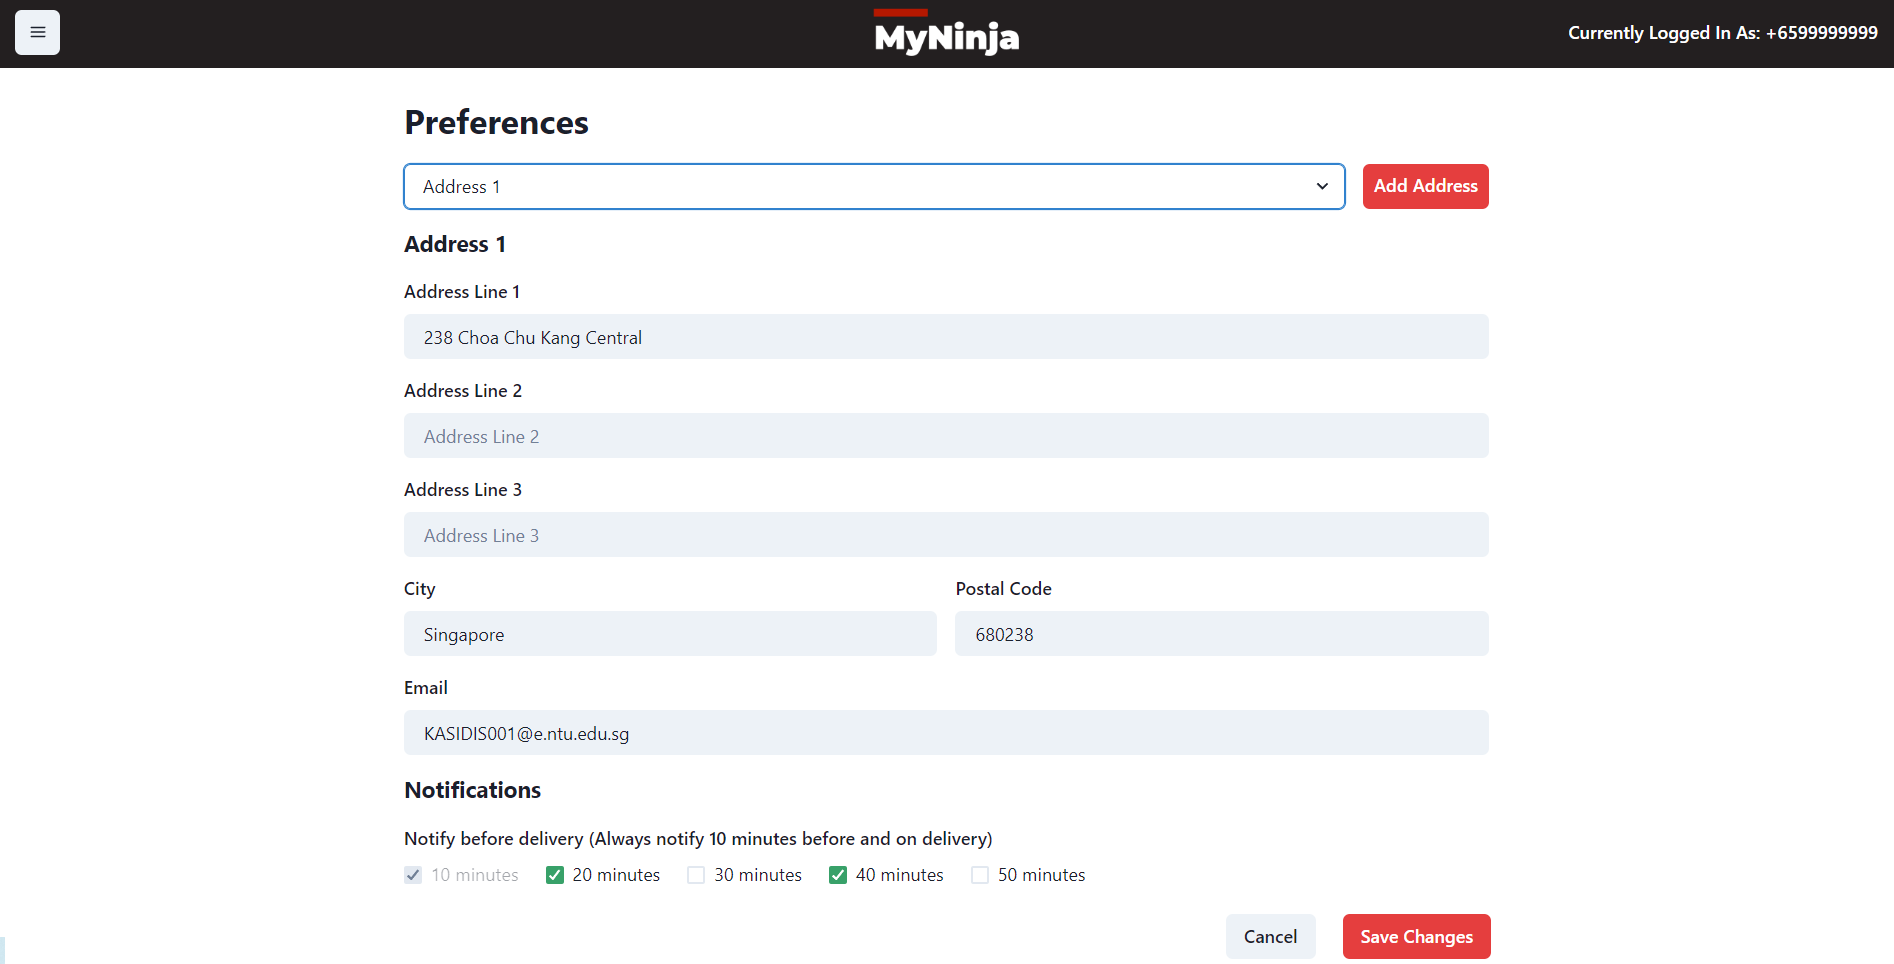 MyNinja
Currently Logged In As: +6599999999
Preferences
Address 1
Add Address
Address 1
Address Line 1
238 Choa Chu Kang Central
Address Line 2
Address Line 2
Address Line 3
Address Line 3
City
Postal Code
Singapore
680238
Email
KASIDIS001@e.ntu.edu.sg
Notifications
Notify before delivery (Always notify 10 minutes before and on delivery)
10 minutes 20 minutes 30 minutes 40 minutes 50 minutes
Cancel
Save Changes